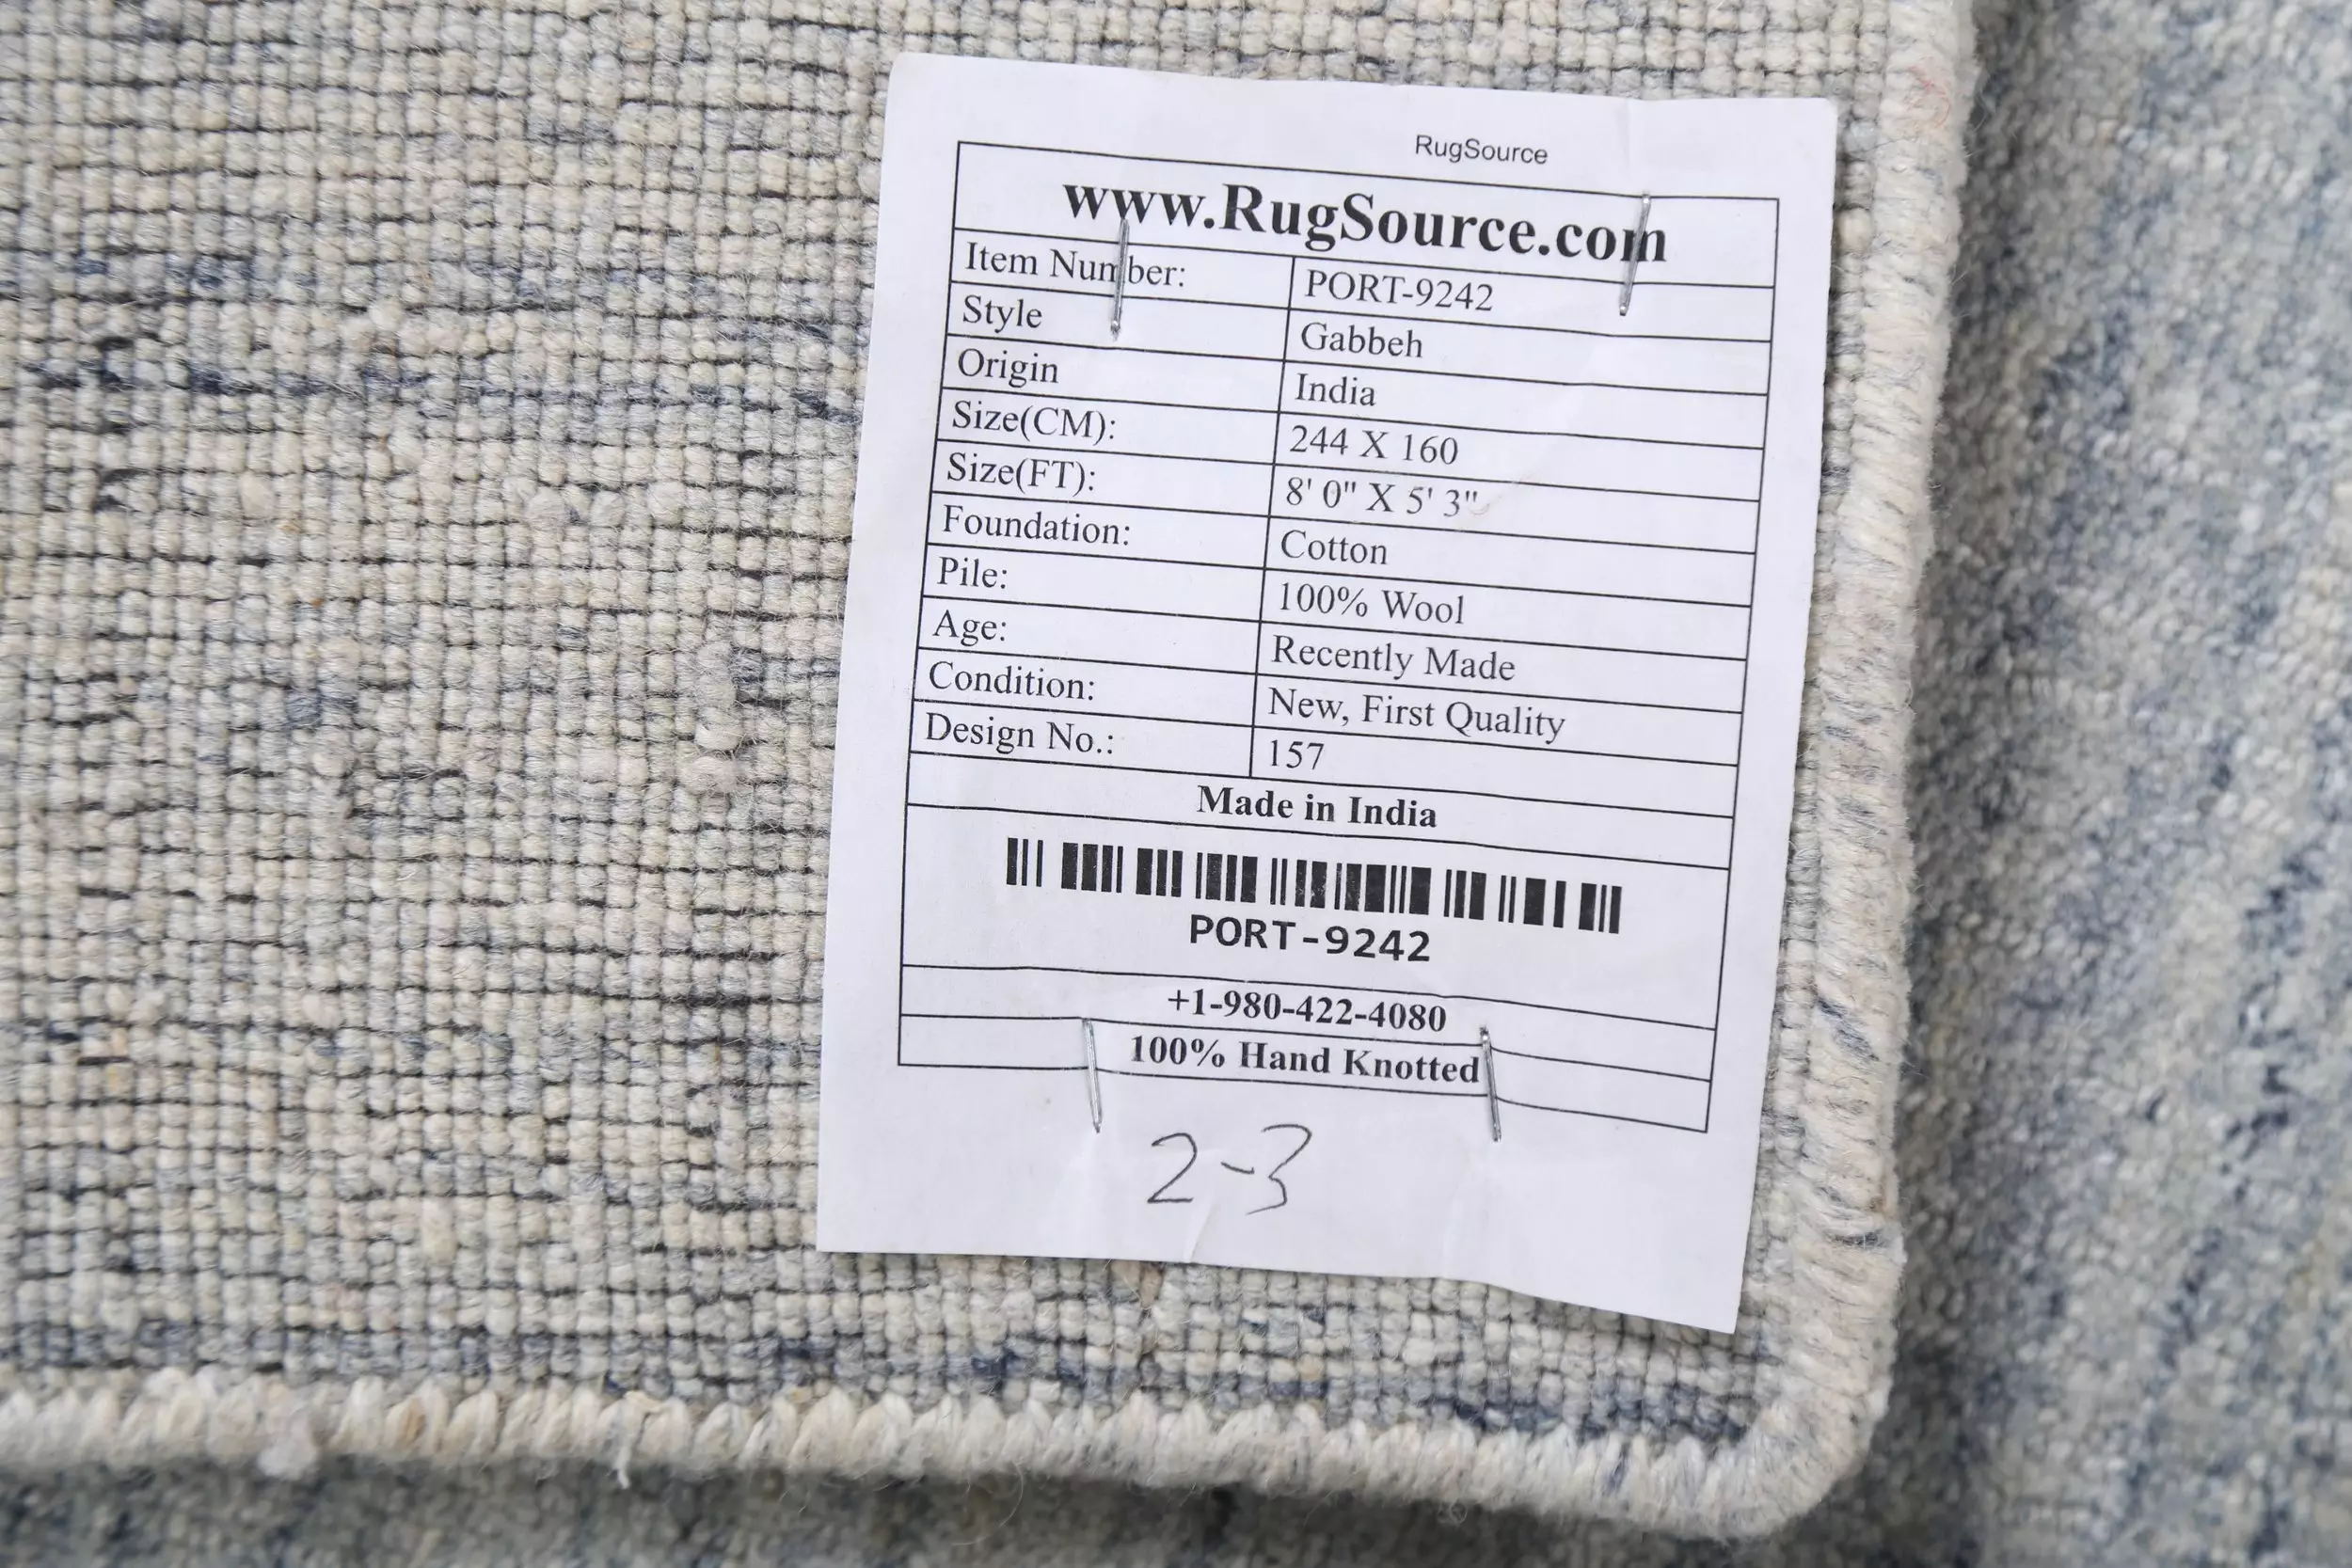 RugSource
www.RugSource.com
Item Number: PORT-9242
Style Gabbeh
Origin India
Size(CM): 244 X 160
Size(FT): 8' 0" X 5' 3"
Foundation: Cotton
Pile: 100% Wool
Age: Recently Made
Condition: New, First Quality
Design No.: 157
Made in India
PORT-9242
+1-980-422-4080
100% Hand Knotted
2-3